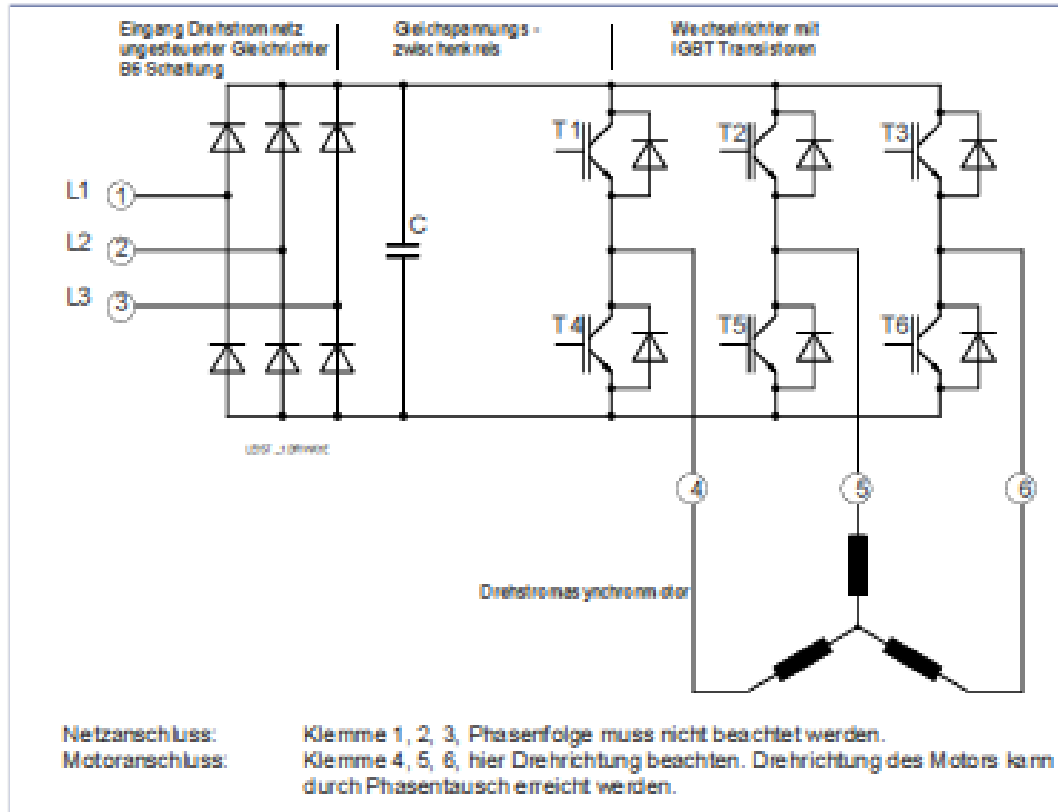 Eingang Drehstromnetz
ungesteuerter Gleichrichter
B6 Schaltung
Gleichspannungs -
zwischenkreis
Wechselrichter mit
IGBT Transistoren
T1
T2
T3
L1 1
L2 2
L3 3
C
T4
T5
T6
4
5
6
Drehstromasynchronmotor
Netzanschluss: Klemme 1, 2, 3, Phasenfolge muss nicht beachtet werden.
Motoranschluss: Klemme 4, 5, 6, hier Drehrichtung beachten. Drehrichtung des Motors kann
durch Phasentausch erreicht werden.